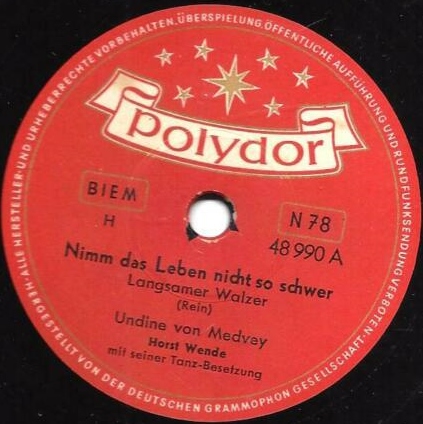 ·ALLE HERSTELLER- UND URHEBERRECHTE VORBEHALTEN.ÜBERSPIELUNG,ÖFFENTLICHE AUFFÜHRUNG UND RUNDFUNKSENDUNG VERBOTEN·
polydor
BIEM
H
N 78
48 990 A
Nimm das Leben nicht so schwer
Langsamer Walzer
(Rein)
Undine von Medvey
Horst Wende
mit seiner Tanz-Besetzung
HERGESTELLT VON DER DEUTSCHEN GRAMMOPHON GESELLSCHAFT